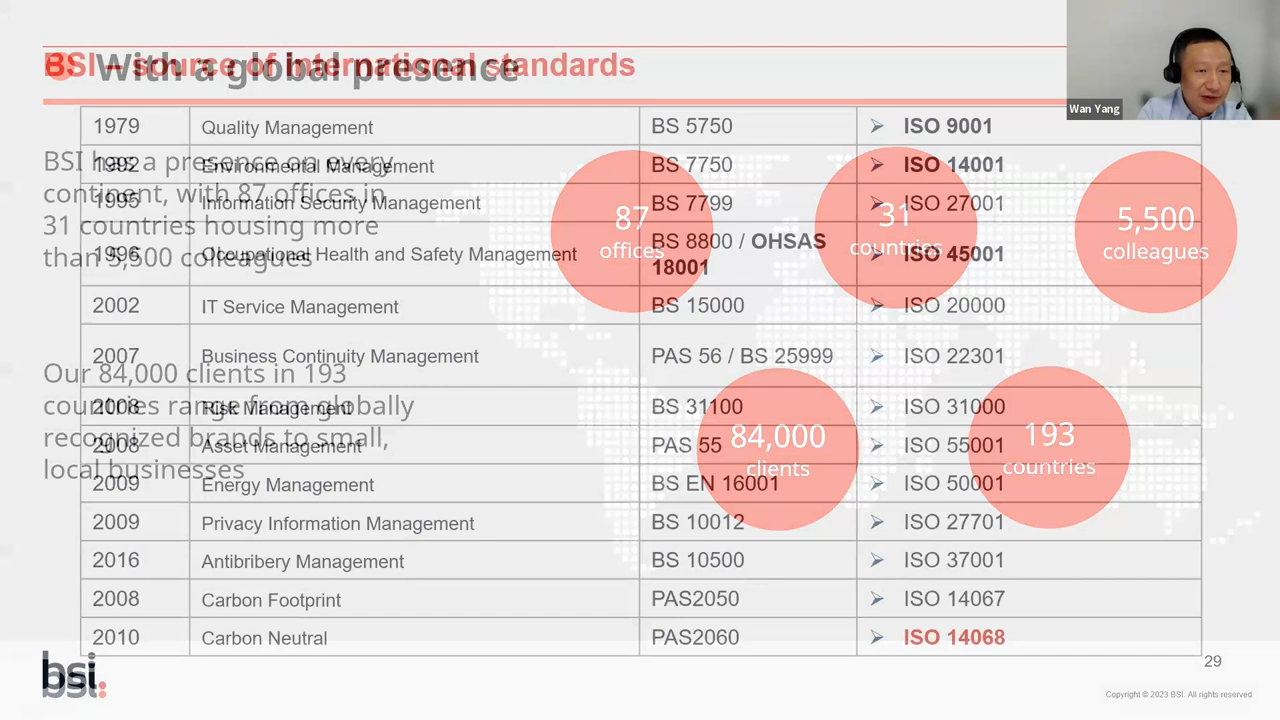 BSI – source of international standards
With a global presence
Wan Yang
1979 Quality Management BS 5750 ➢ ISO 9001
1992 Environmental Management BS 7750 ➢ ISO 14001
1995 Information Security Management BS 7799 ➢ ISO 27001
1996 Occupational Health and Safety Management BS 8800 / OHSAS 18001 ➢ ISO 45001
2002 IT Service Management BS 15000 ➢ ISO 20000
2007 Business Continuity Management PAS 56 / BS 25999 ➢ ISO 22301
2008 Risk Management BS 31100 ➢ ISO 31000
2008 Asset Management PAS 55 ➢ ISO 55001
2009 Energy Management BS EN 16001 ➢ ISO 50001
2009 Privacy Information Management BS 10012 ➢ ISO 27701
2016 Antibribery Management BS 10500 ➢ ISO 37001
2008 Carbon Footprint PAS2050 ➢ ISO 14067
2010 Carbon Neutral PAS2060 ➢ ISO 14068
BSI has a presence on every
continent, with 87 offices in
31 countries housing more
than 5,500 colleagues
Our 84,000 clients in 193
countries range from globally
recognized brands to small,
local businesses
87
offices
31
countries
5,500
colleagues
84,000
clients
193
countries
bsi.
29
Copyright © 2023 BSI. All rights reserved